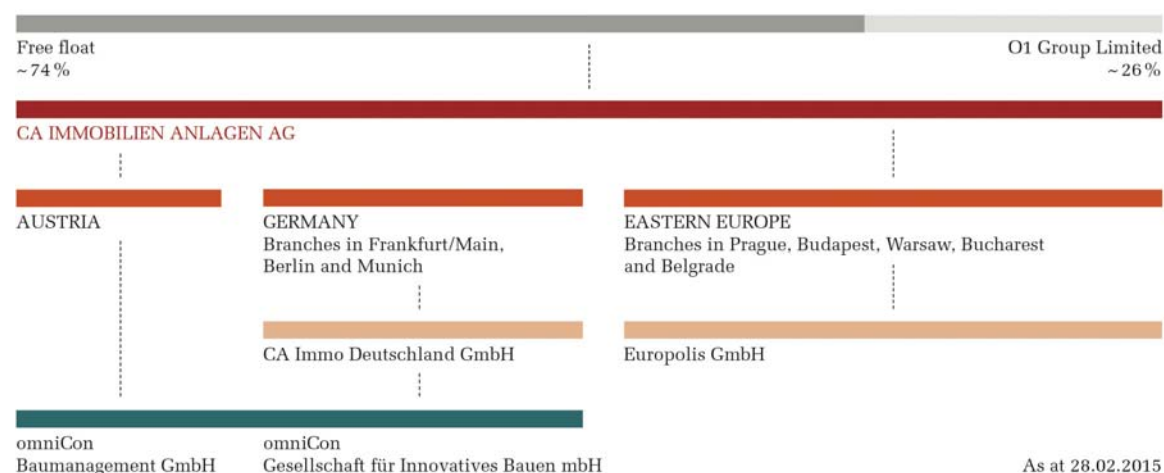 Free float
~74 %
O1 Group Limited
~26 %
CA IMMOBILIEN ANLAGEN AG
AUSTRIA
GERMANY
Branches in Frankfurt/Main,
Berlin and Munich
EASTERN EUROPE
Branches in Prague, Budapest, Warsaw, Bucharest
and Belgrade
CA Immo Deutschland GmbH
Europolis GmbH
omniCon
Baumanagement GmbH
omniCon
Gesellschaft für Innovatives Bauen mbH
As at 28.02.2015